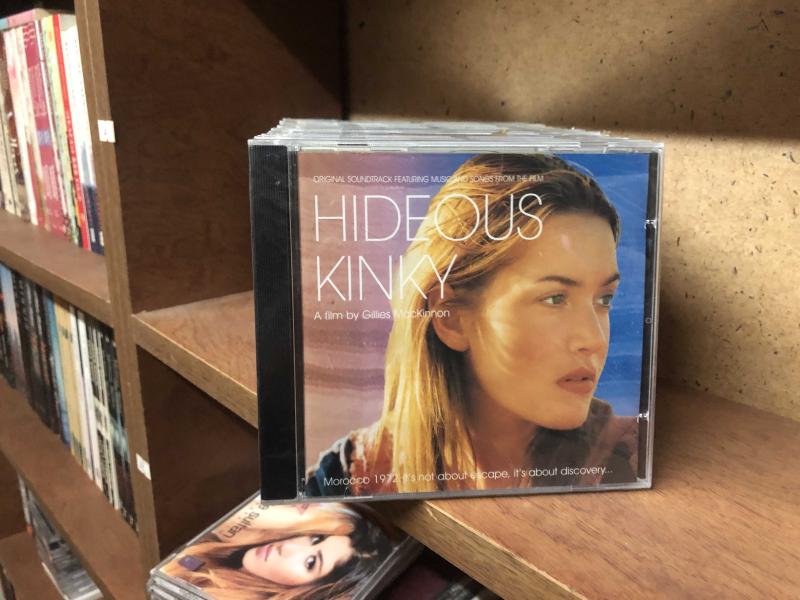 ORIGINAL SOUNDTRACK FEATURING MUSIC AND SONGS FROM THE FILM
HIDEOUS
KINKY
A film by Gillies MacKinnon
Morocco 1972. It's not about escape, it's about discovery...
sultan